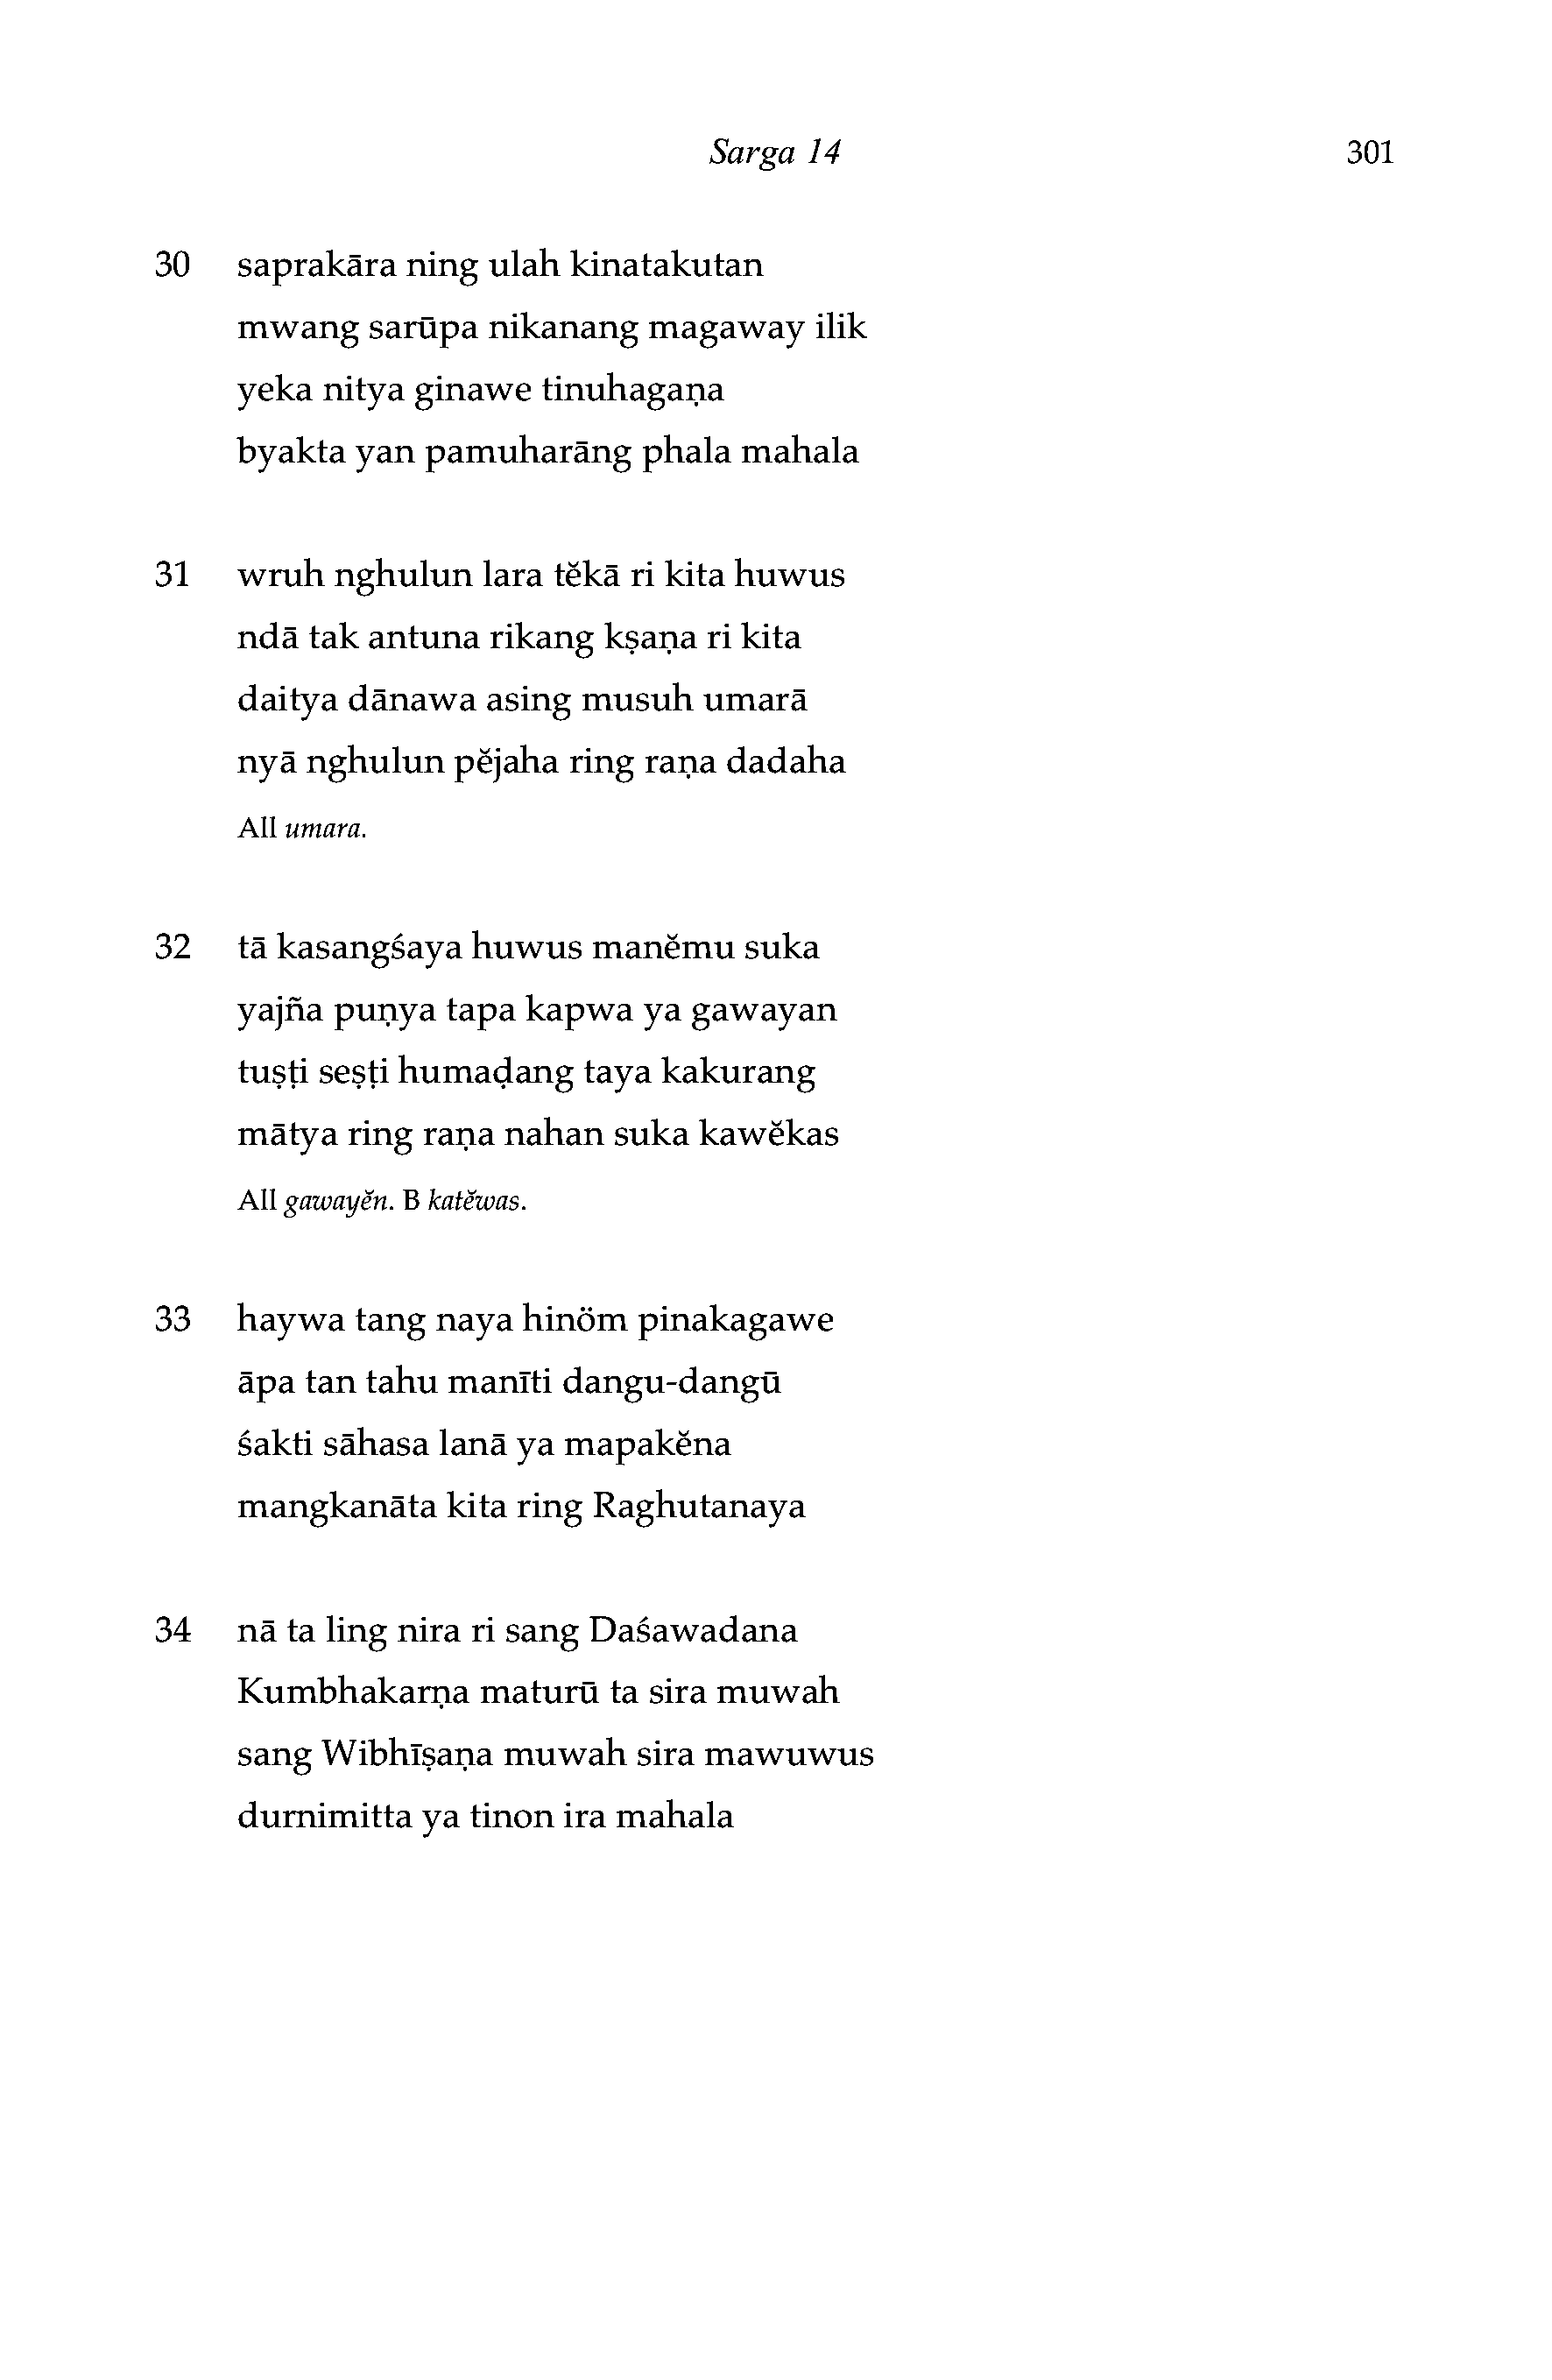 Sarga 14 301
30 saprakāra ning ulah kinatakutan
mwang sarūpa nikanang magaway ilik
yeka nitya ginawe tinuhagaṇa
byakta yan pamuharāng phala mahala
31 wruh nghulun lara tĕkā ri kita huwus
ndā tak antuna rikang kṣaṇa ri kita
daitya dānawa asing musuh umarā
nyā nghulun pĕjaha ring raṇa dadaha
All umara.
32 tā kasangśaya huwus manĕmu suka
yajña puṇya tapa kapwa ya gawayan
tuṣṭi seṣṭi humaḍang taya kakurang
mātya ring raṇa nahan suka kawĕkas
All gawayĕn. B katĕwas.
33 haywa tang naya hinöm pinakagawe
āpa tan tahu manīti dangu-dangū
śakti sāhasa lanā ya mapakĕna
mangkanāta kita ring Raghutanaya
34 nā ta ling nira ri sang Daśawadana
Kumbhakarṇa maturū ta sira muwah
sang Wibhīṣaṇa muwah sira mawuwus
durnimitta ya tinon ira mahala